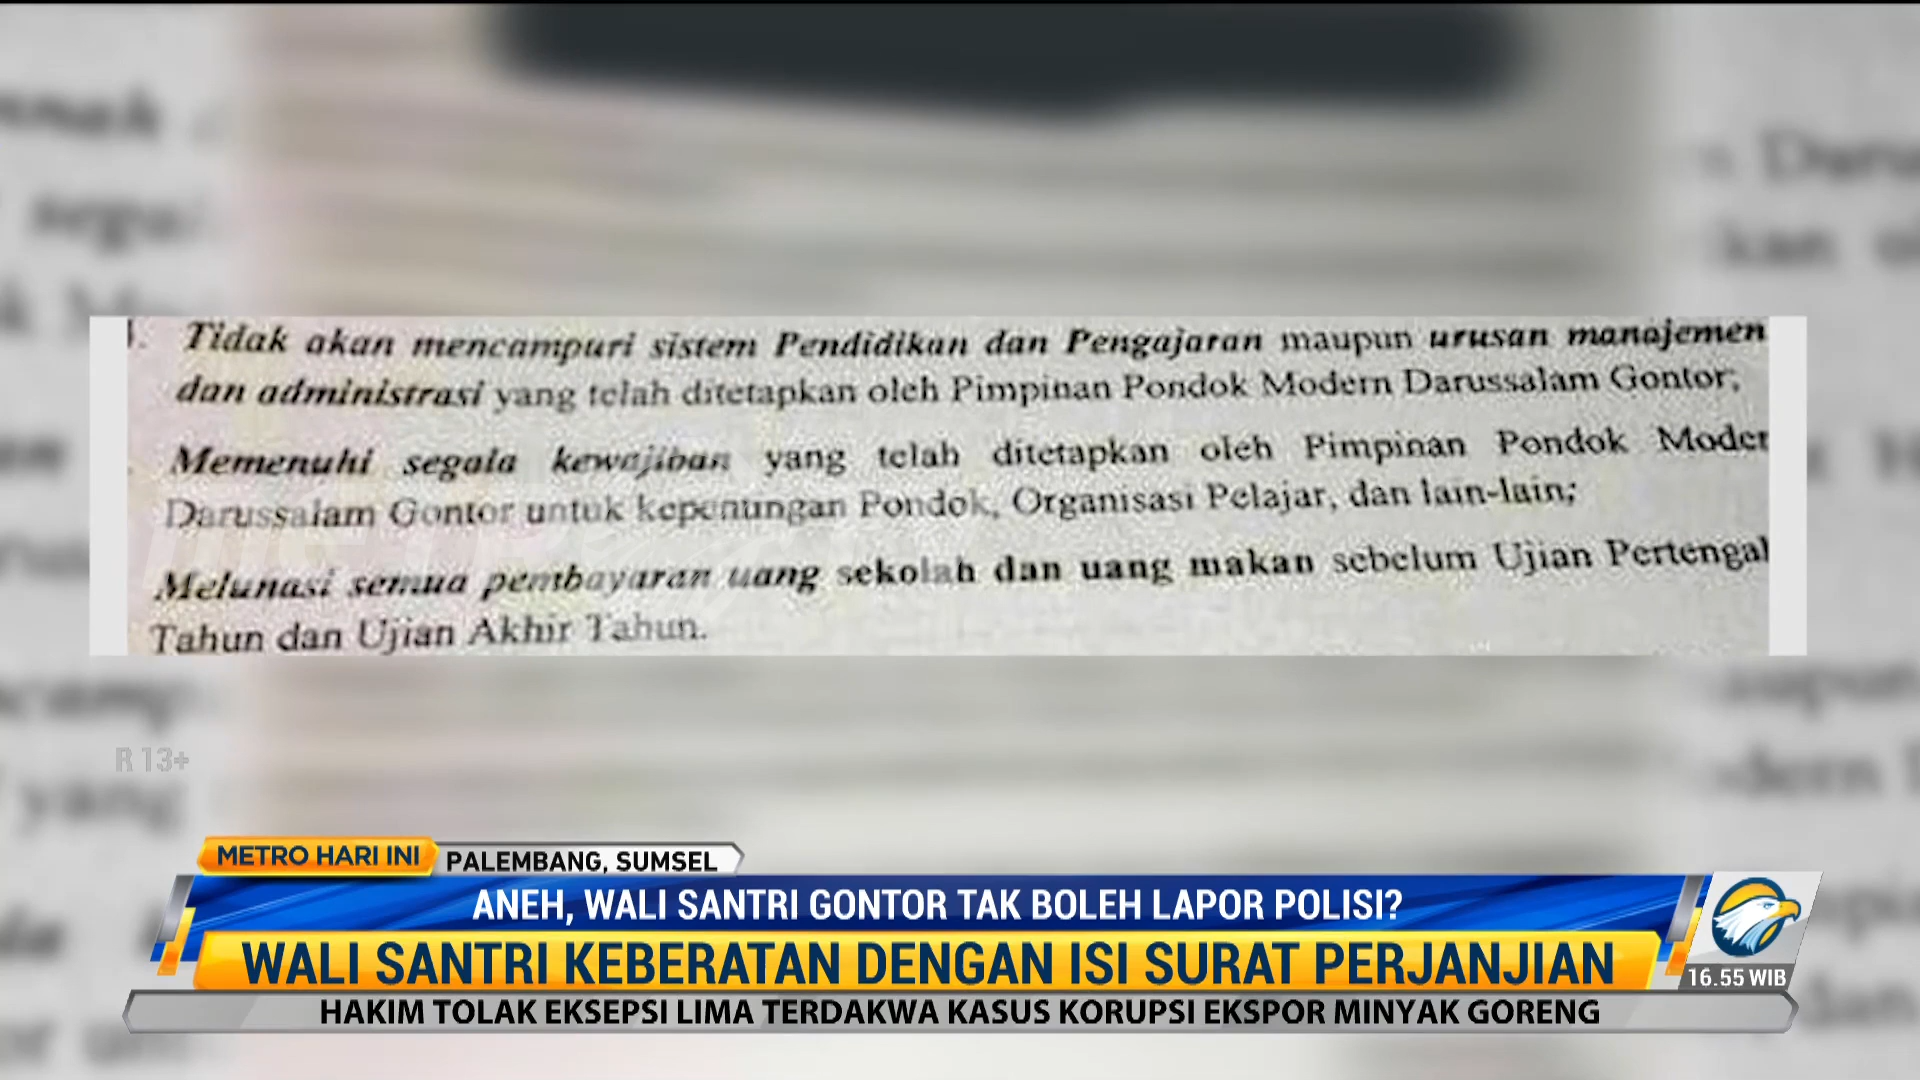 Tidak akan mencampuri sistem Pendidikan dan Pengajaran maupun urusan manajemen
dan administrasi yang telah ditetapkan oleh Pimpinan Pondok Modern Darussalam Gontor;
Memenuhi segala kewajiban yang telah ditetapkan oleh Pimpinan Pondok Moder
Darussalam Gontor untuk kepentingan Pondok, Organisasi Pelajar, dan lain-lain;
Melunasi semua pembayaran uang sekolah dan uang makan sebelum Ujian Pertengah
Tahun dan Ujian Akhir Tahun.
R 13+
METRO HARI INI
PALEMBANG, SUMSEL
ANEH, WALI SANTRI GONTOR TAK BOLEH LAPOR POLISI?
WALI SANTRI KEBERATAN DENGAN ISI SURAT PERJANJIAN
16.55 WIB
HAKIM TOLAK EKSEPSI LIMA TERDAKWA KASUS KORUPSI EKSPOR MINYAK GORENG